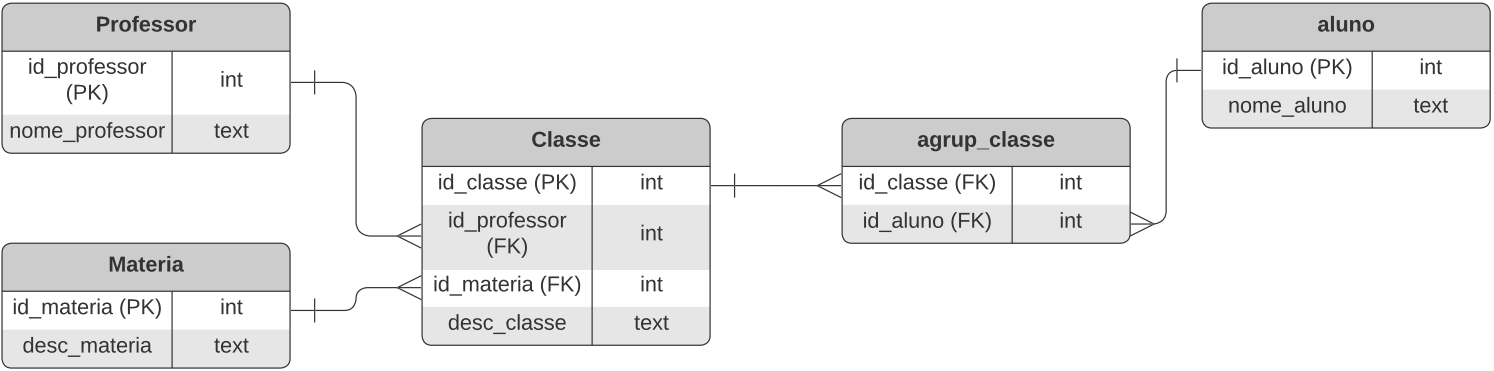 Professor
id_professor
(PK)
int
nome_professor
text
Materia
id_materia (PK)
int
desc_materia
text
Classe
id_classe (PK)
int
id_professor
(FK)
int
id_materia (FK)
int
desc_classe
text
agrup_classe
id_classe (FK)
int
id_aluno (FK)
int
aluno
id_aluno (PK)
int
nome_aluno
text